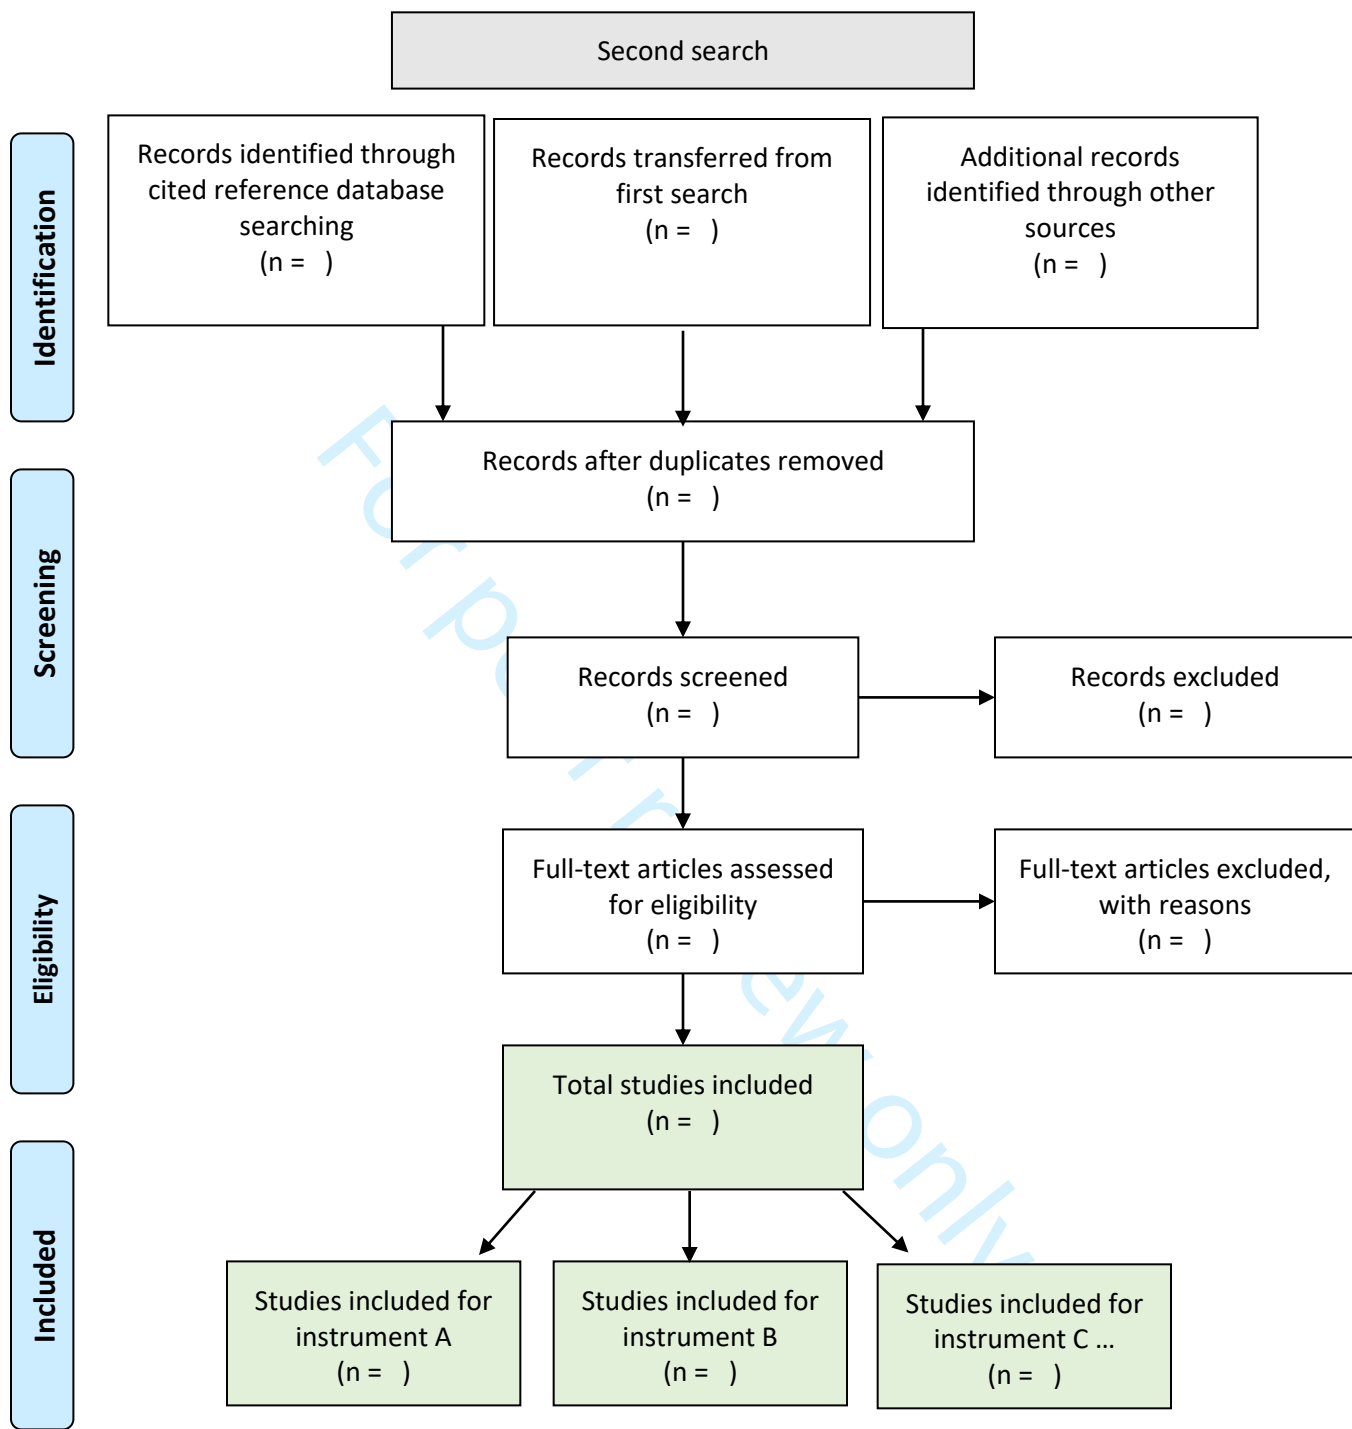 Second search
Identification
Records identified through
cited reference database
searching
(n =   )
Records transferred from
first search
(n =   )
Additional records
identified through other
sources
(n =   )
Records after duplicates removed
(n =   )
Screening
Records screened
(n =   )
Records excluded
(n =   )
Eligibility
Full-text articles assessed
for eligibility
(n =   )
Full-text articles excluded,
with reasons
(n =   )
Total studies included
(n =   )
Included
Studies included for
instrument A
(n =   )
Studies included for
instrument B
(n =   )
Studies included for
instrument C ...
(n =   )
For peer review only